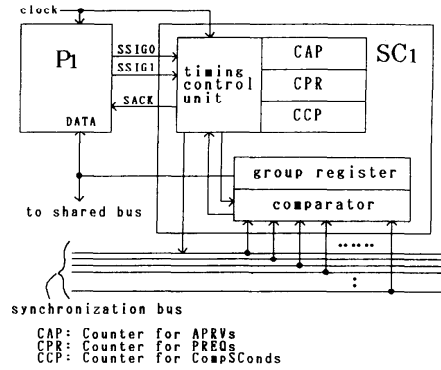 clock
P1
SSIG0
SSIG1
SACK
DATA
timing
control
unit
CAP
CPR
CCP
SC1
group register
comparator
to shared bus
synchronization bus
CAP: Counter for APRVs
CPR: Counter for PREQs
CCP: Counter for CompSConds